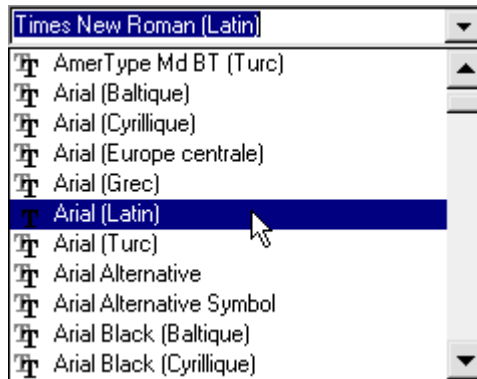 Times New Roman (Latin)
AmerType Md BT (Turc)
Arial (Baltique)
Arial (Cyrillique)
Arial (Europe centrale)
Arial (Grec)
Arial (Latin)
Arial (Turc)
Arial Alternative
Arial Alternative Symbol
Arial Black (Baltique)
Arial Black (Cyrillique)